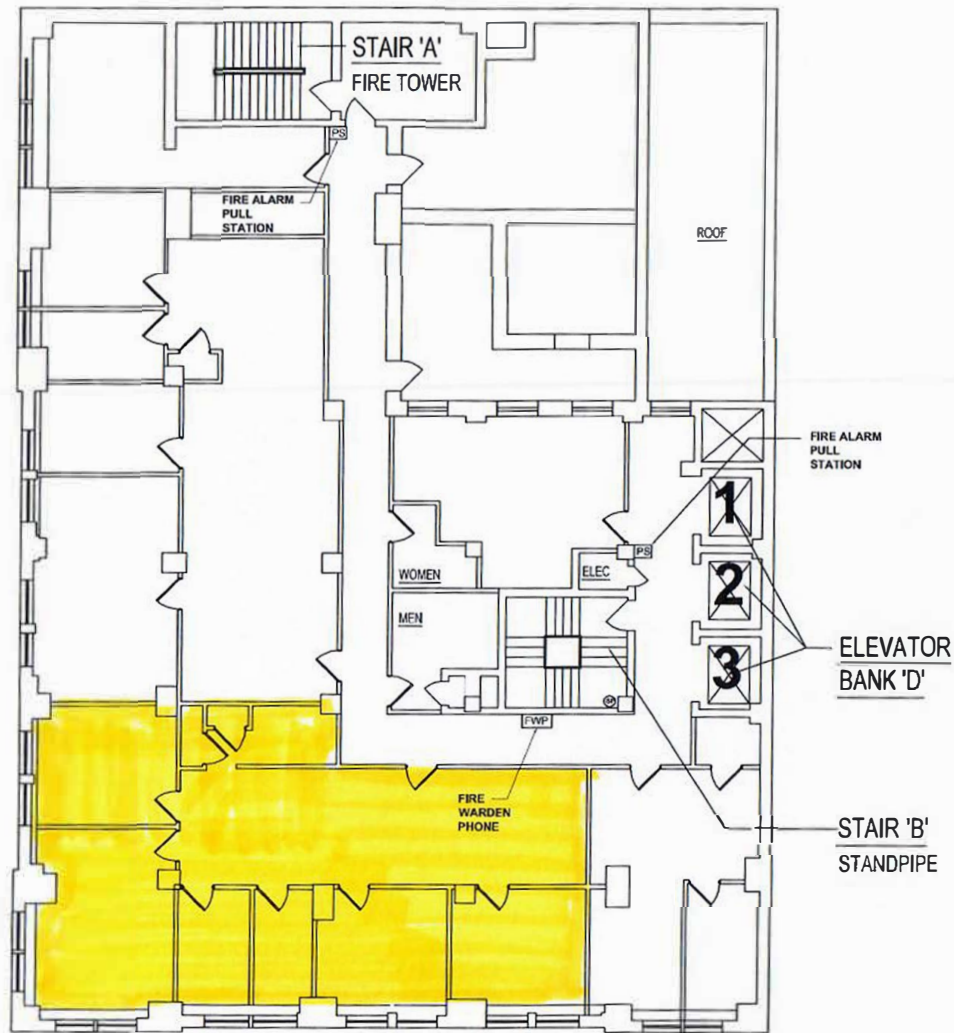 STAIR 'A'
FIRE TOWER
PS
FIRE ALARM
PULL
STATION
ROOF
FIRE ALARM
PULL
STATION
1
PS
WOMEN
ELEC
2
MEN
3
ELEVATOR
BANK 'D'
SP
FWP
FIRE
WARDEN
PHONE
STAIR 'B'
STANDPIPE